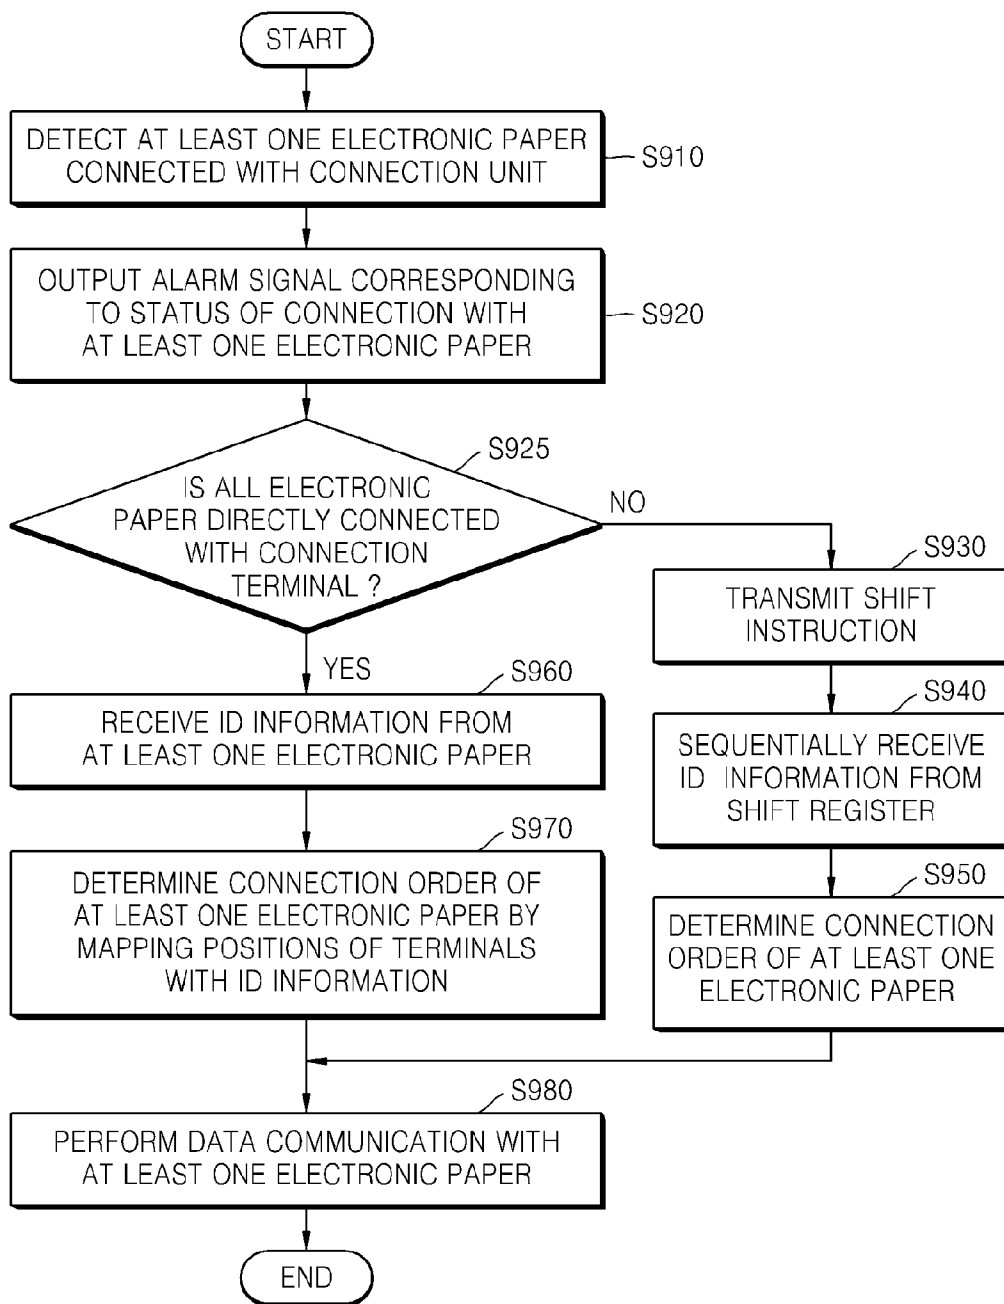 START
DETECT AT LEAST ONE ELECTRONIC PAPER
CONNECTED WITH CONNECTION UNIT
S910
OUTPUT ALARM SIGNAL CORRESPONDING
TO STATUS OF CONNECTION WITH
AT LEAST ONE ELECTRONIC PAPER
S920
S925
IS ALL ELECTRONIC
PAPER DIRECTLY CONNECTED
WITH CONNECTION
TERMINAL ?
NO
S930
TRANSMIT SHIFT
INSTRUCTION
YES
S960
RECEIVE ID INFORMATION FROM
AT LEAST ONE ELECTRONIC PAPER
S940
SEQUENTIALLY RECEIVE
ID INFORMATION FROM
SHIFT REGISTER
S970
DETERMINE CONNECTION ORDER OF
AT LEAST ONE ELECTRONIC PAPER BY
MAPPING POSITIONS OF TERMINALS
WITH ID INFORMATION
S950
DETERMINE CONNECTION
ORDER OF AT LEAST ONE
ELECTRONIC PAPER
S980
PERFORM DATA COMMUNICATION WITH
AT LEAST ONE ELECTRONIC PAPER
END